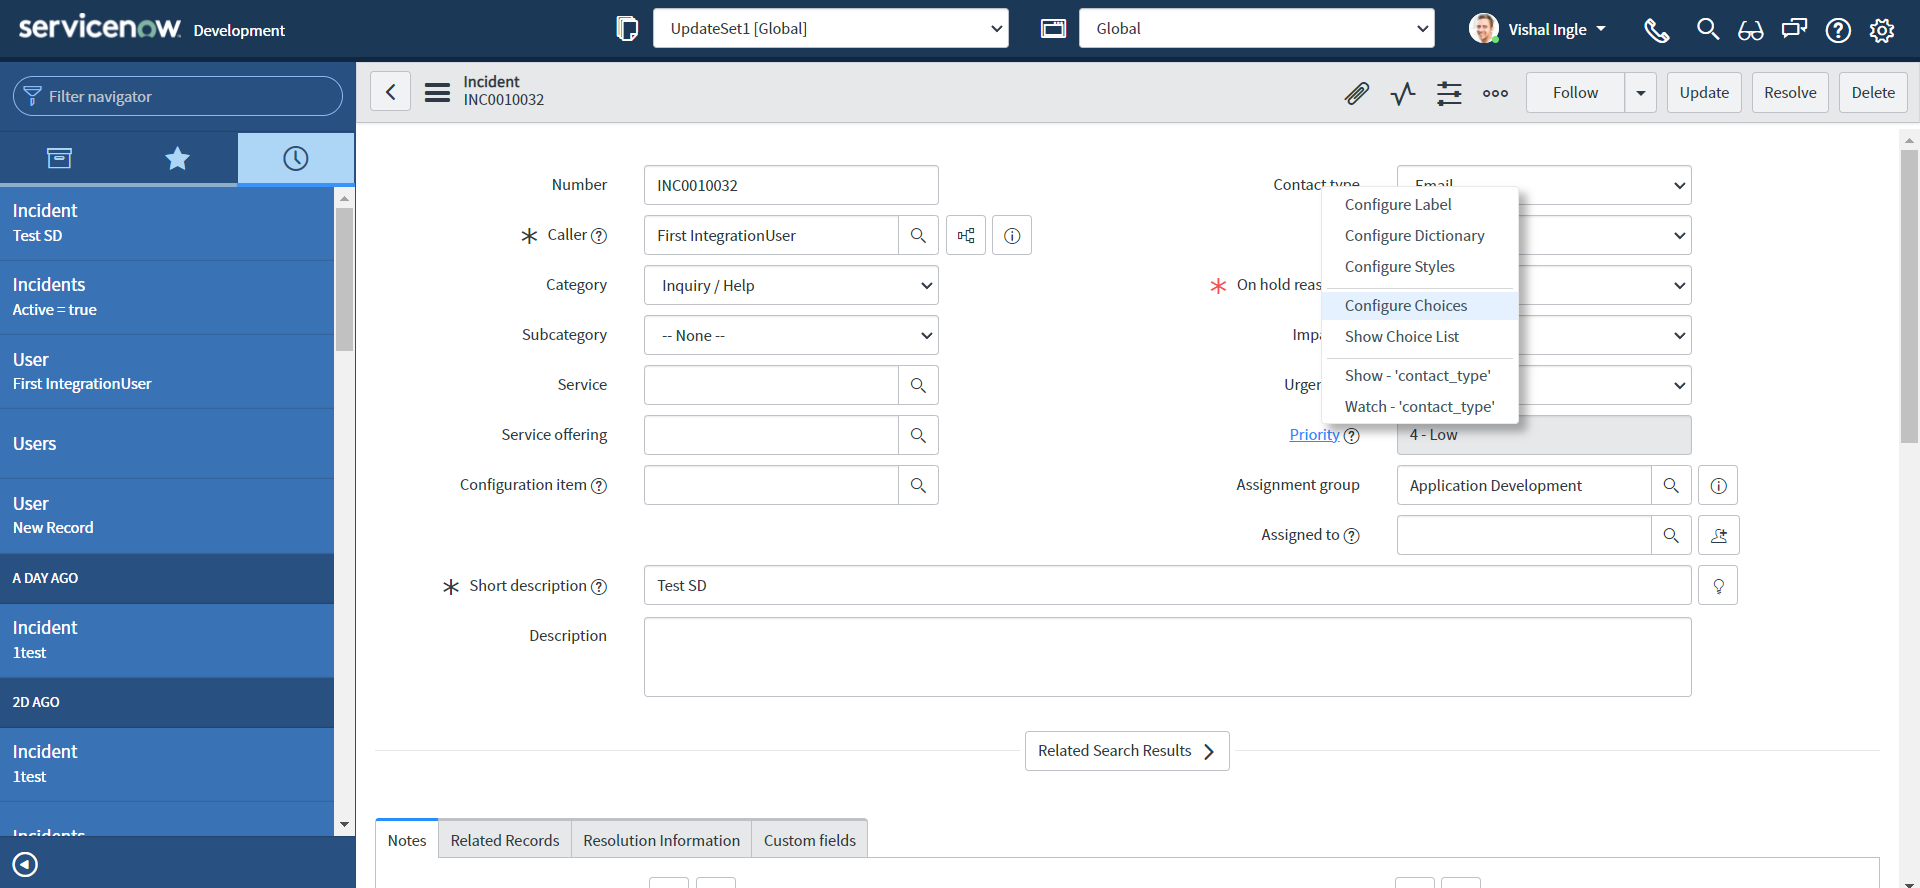 servicenow. Development
UpdateSet1 [Global]
Global
Vishal Ingle
Filter navigator
Incident
Test SD
Incidents
Active = true
User
First IntegrationUser
Users
User
New Record
A DAY AGO
Incident
1test
2D AGO
Incident
1test
Incidents
Incident
INC0010032
Follow
Update
Resolve
Delete
Number
INC0010032
Caller
First IntegrationUser
Category
Inquiry / Help
Subcategory
-- None --
Service
Service offering
Configuration item
Contact type
Email
On hold reas
Impa
Urgen
Priority
4 - Low
Assignment group
Application Development
Assigned to
Configure Label
Configure Dictionary
Configure Styles
Configure Choices
Show Choice List
Show - 'contact_type'
Watch - 'contact_type'
Short description
Test SD
Description
Related Search Results
Notes
Related Records
Resolution Information
Custom fields